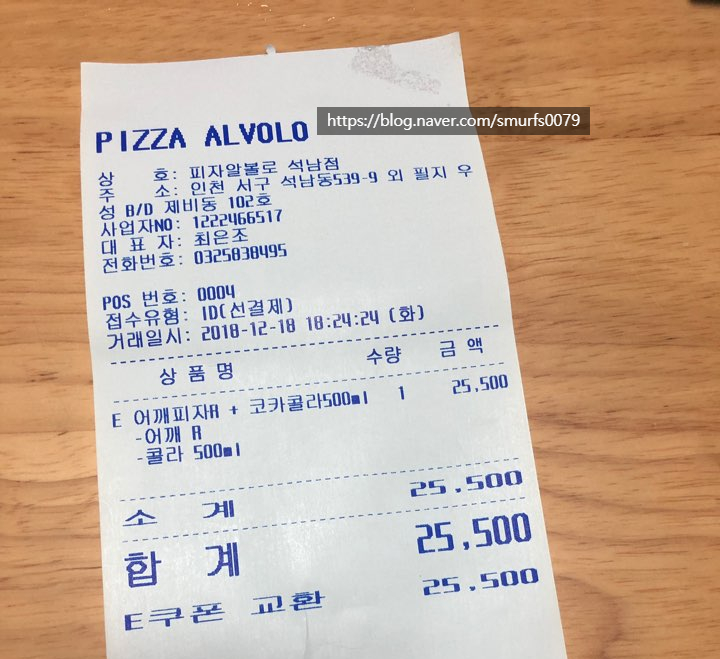 https://blog.naver.com/smurfs0079
PIZZA ALVOLO
상 호: 피자알볼로 석남점
주 소: 인천 서구 석남동539-9 외 필지 우
성 B/D 제비동 102호
사업자NO: 1222466517
대 표 자: 최은조
전화번호: 0325838495
POS 번호: 0004
접수유형: ID(선결제)
거래일시: 2018-12-18 18:24:24 (화)
상 품 명 수량 금 액
E 어깨피자R + 코카콜라500ml 1 25,500
-어깨 R
-콜라 500ml
소 계 25,500
합 계 25,500
E쿠폰 교환 25,500